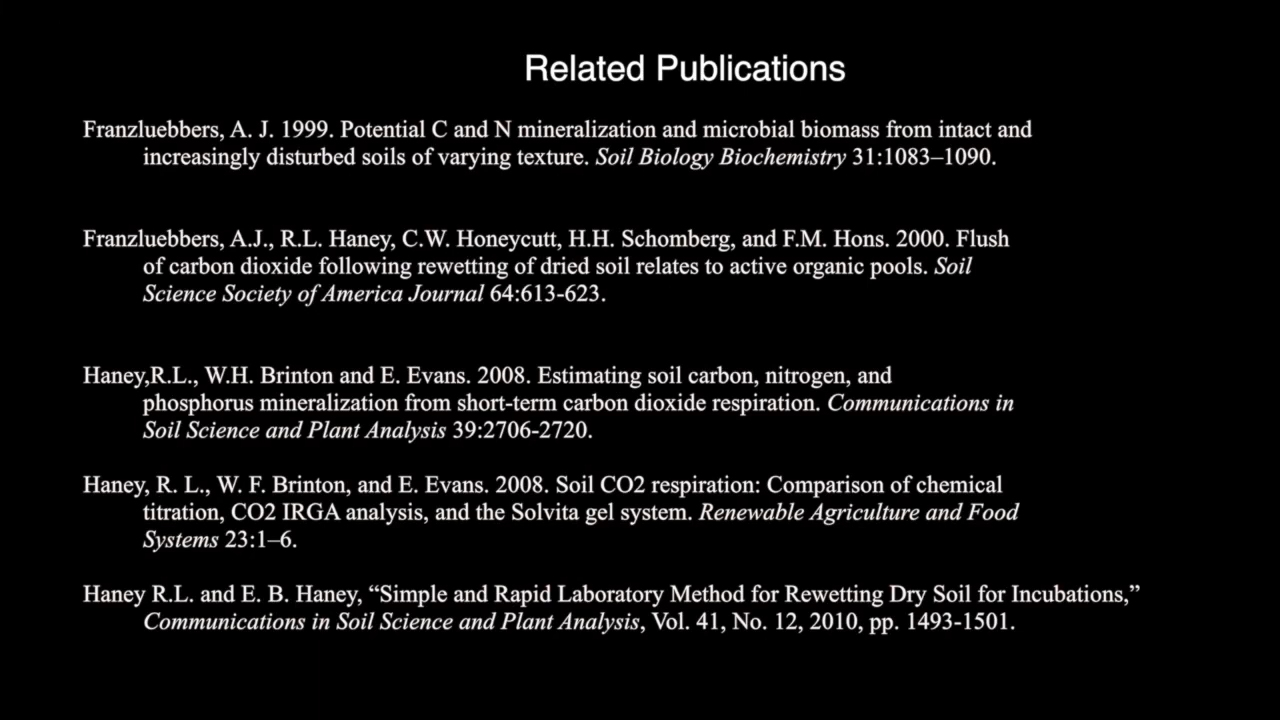 Related Publications
Franzluebbers, A. J. 1999. Potential C and N mineralization and microbial biomass from intact and
increasingly disturbed soils of varying texture. Soil Biology Biochemistry 31:1083–1090.
Franzluebbers, A.J., R.L. Haney, C.W. Honeycutt, H.H. Schomberg, and F.M. Hons. 2000. Flush
of carbon dioxide following rewetting of dried soil relates to active organic pools. Soil
Science Society of America Journal 64:613-623.
Haney,R.L., W.H. Brinton and E. Evans. 2008. Estimating soil carbon, nitrogen, and
phosphorus mineralization from short-term carbon dioxide respiration. Communications in
Soil Science and Plant Analysis 39:2706-2720.
Haney, R. L., W. F. Brinton, and E. Evans. 2008. Soil CO2 respiration: Comparison of chemical
titration, CO2 IRGA analysis, and the Solvita gel system. Renewable Agriculture and Food
Systems 23:1–6.
Haney R.L. and E. B. Haney, “Simple and Rapid Laboratory Method for Rewetting Dry Soil for Incubations,”
Communications in Soil Science and Plant Analysis, Vol. 41, No. 12, 2010, pp. 1493-1501.